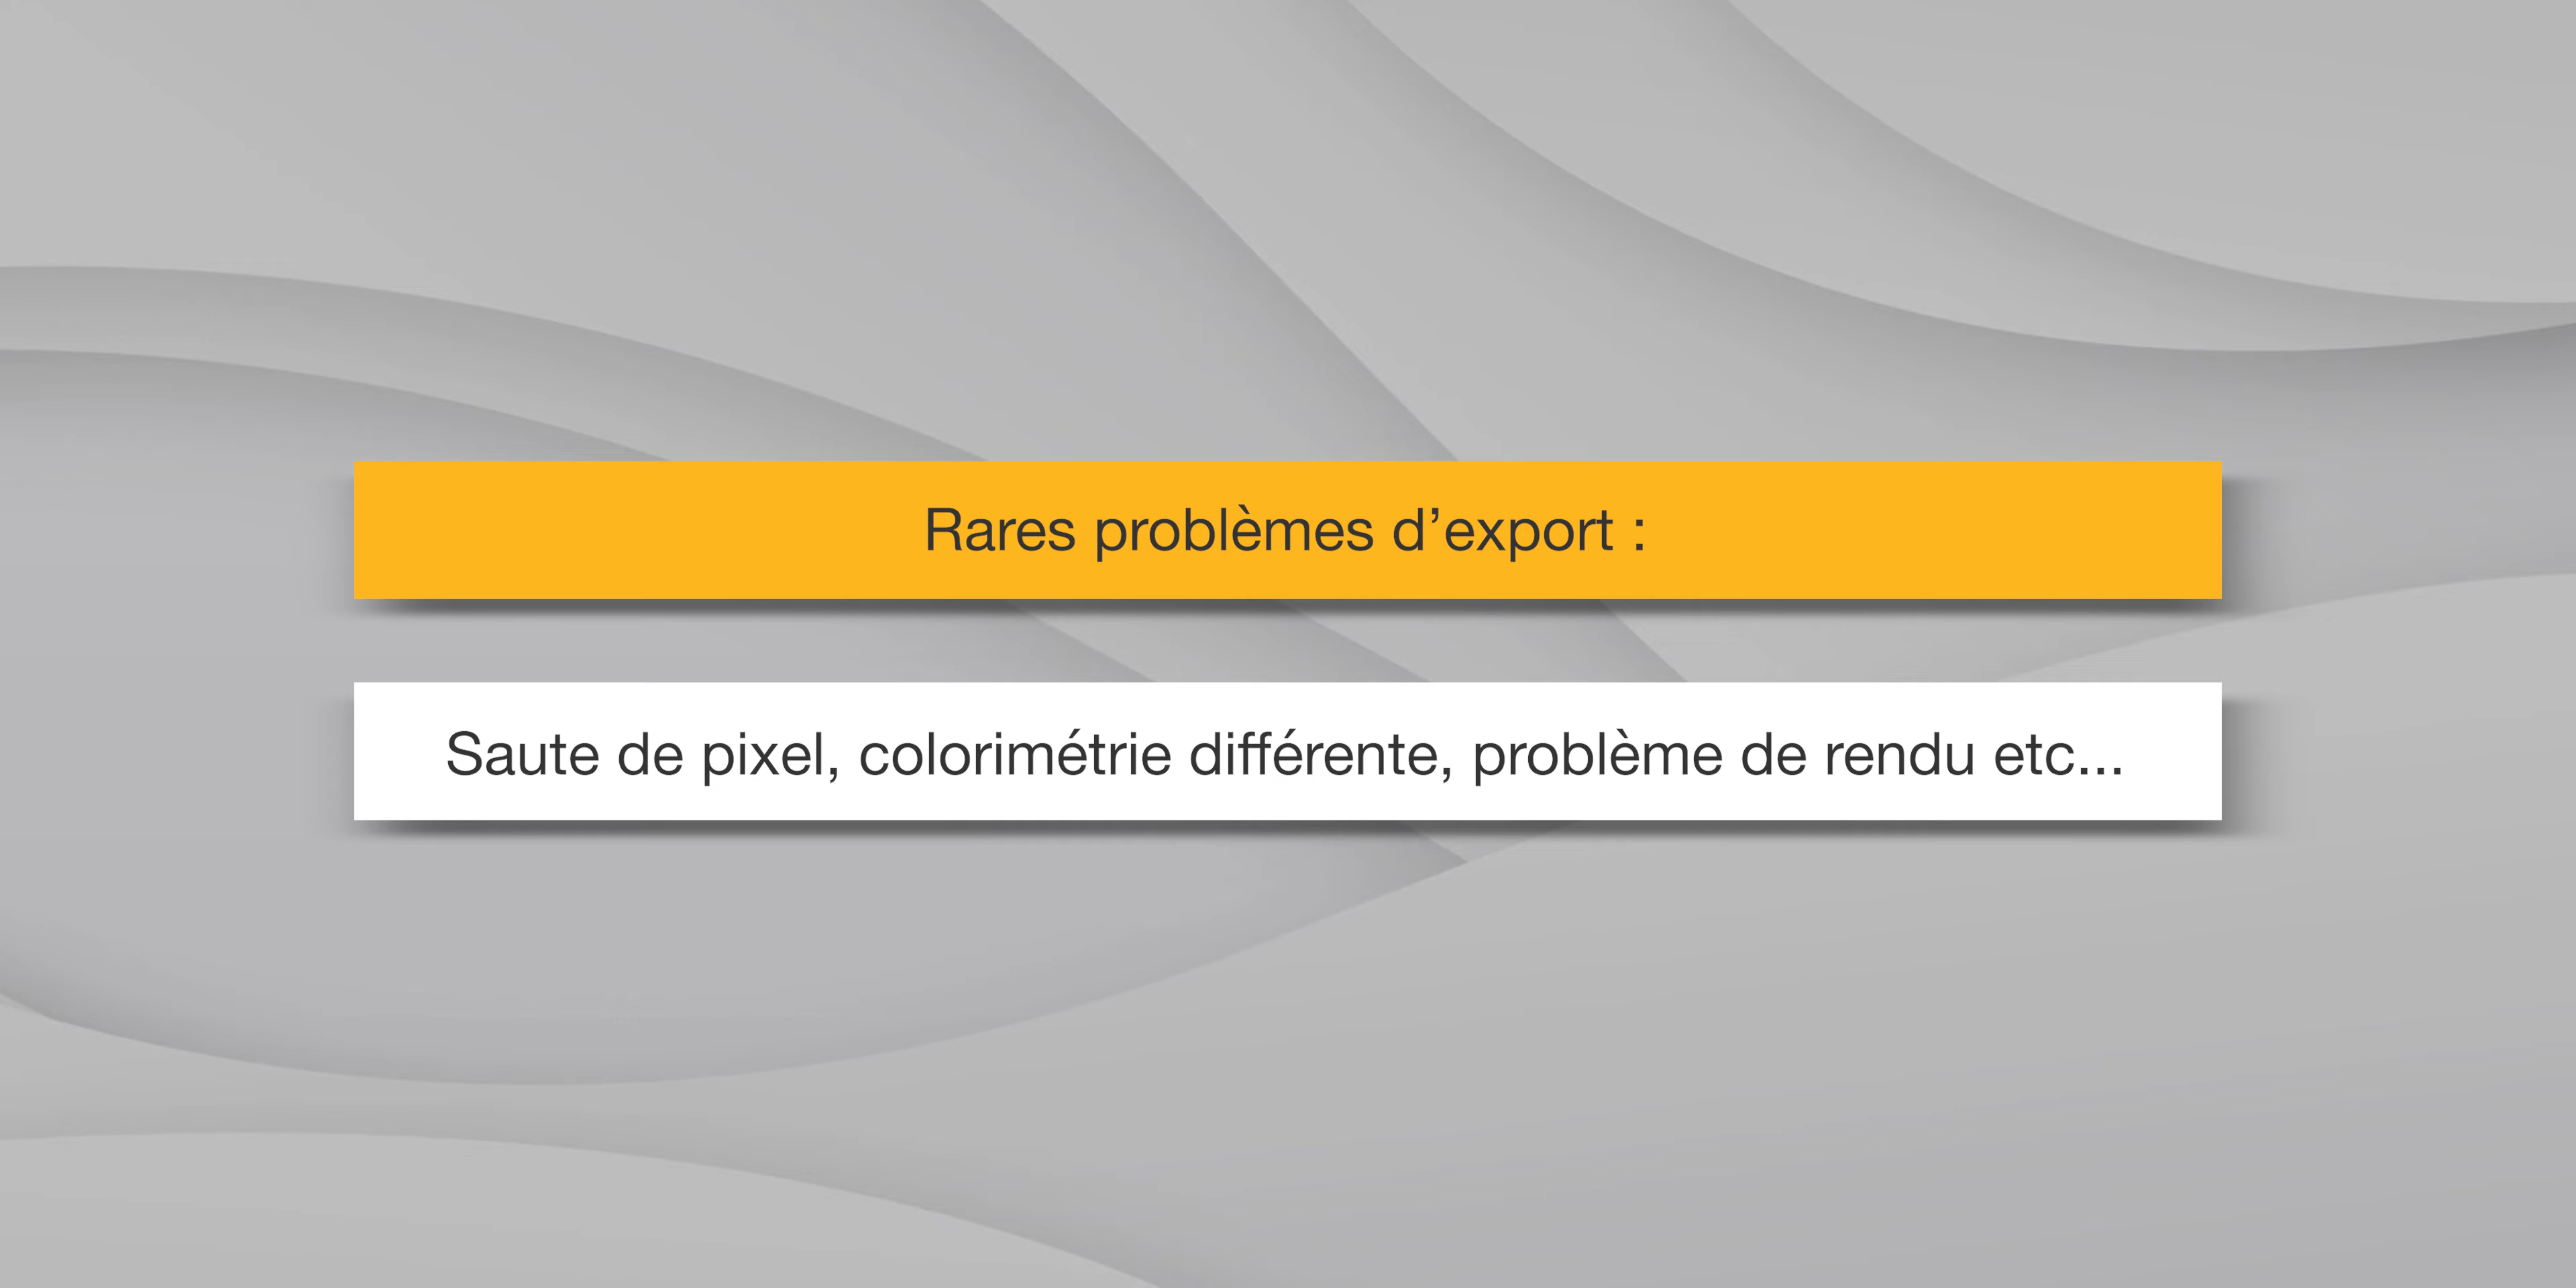 Rares problèmes d’export :
Saute de pixel, colorimétrie différente, problème de rendu etc...